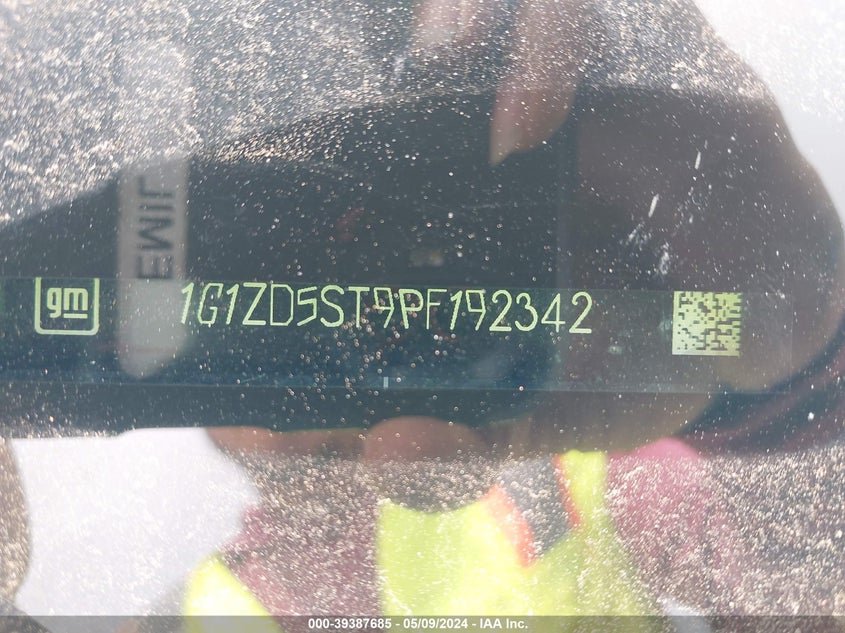 gm 1G1ZD5ST9PF192342
000-39387685 - 05/09/2024 - IAA Inc.